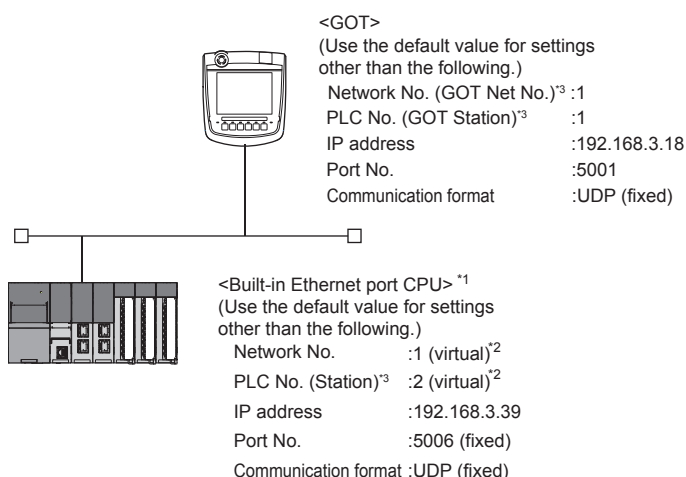 <GOT>
(Use the default value for settings
other than the following.)
Network No. (GOT Net No.)*3 :1
PLC No. (GOT Station)*3 :1
IP address :192.168.3.18
Port No. :5001
Communication format :UDP (fixed)
<Built-in Ethernet port CPU> *1
(Use the default value for settings
other than the following.)
Network No. :1 (virtual)*2
PLC No. (Station)*3 :2 (virtual)*2
IP address :192.168.3.39
Port No. :5006 (fixed)
Communication format :UDP (fixed)